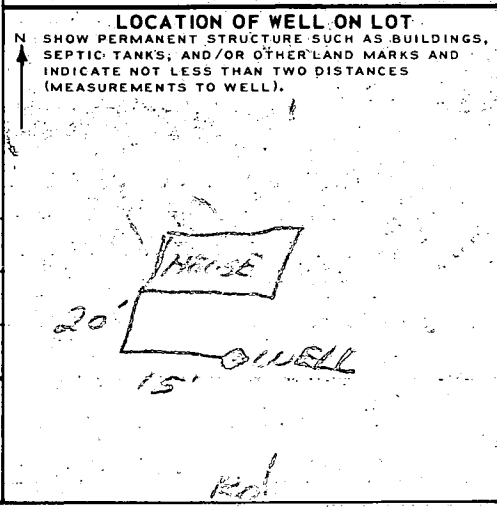 LOCATION OF WELL ON LOT
N SHOW PERMANENT STRUCTURE SUCH AS BUILDINGS,
SEPTIC TANKS, AND/OR OTHER LAND MARKS AND
INDICATE NOT LESS THAN TWO DISTANCES
(MEASUREMENTS TO WELL).
HOUSE
20'
WELL
15'